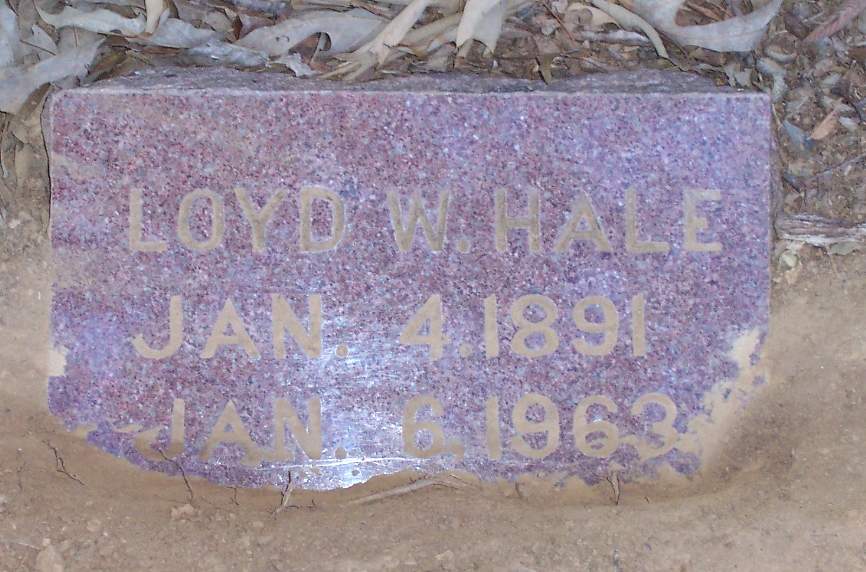 LOYD W. HALE
JAN. 4.1891
JAN. 6,1963